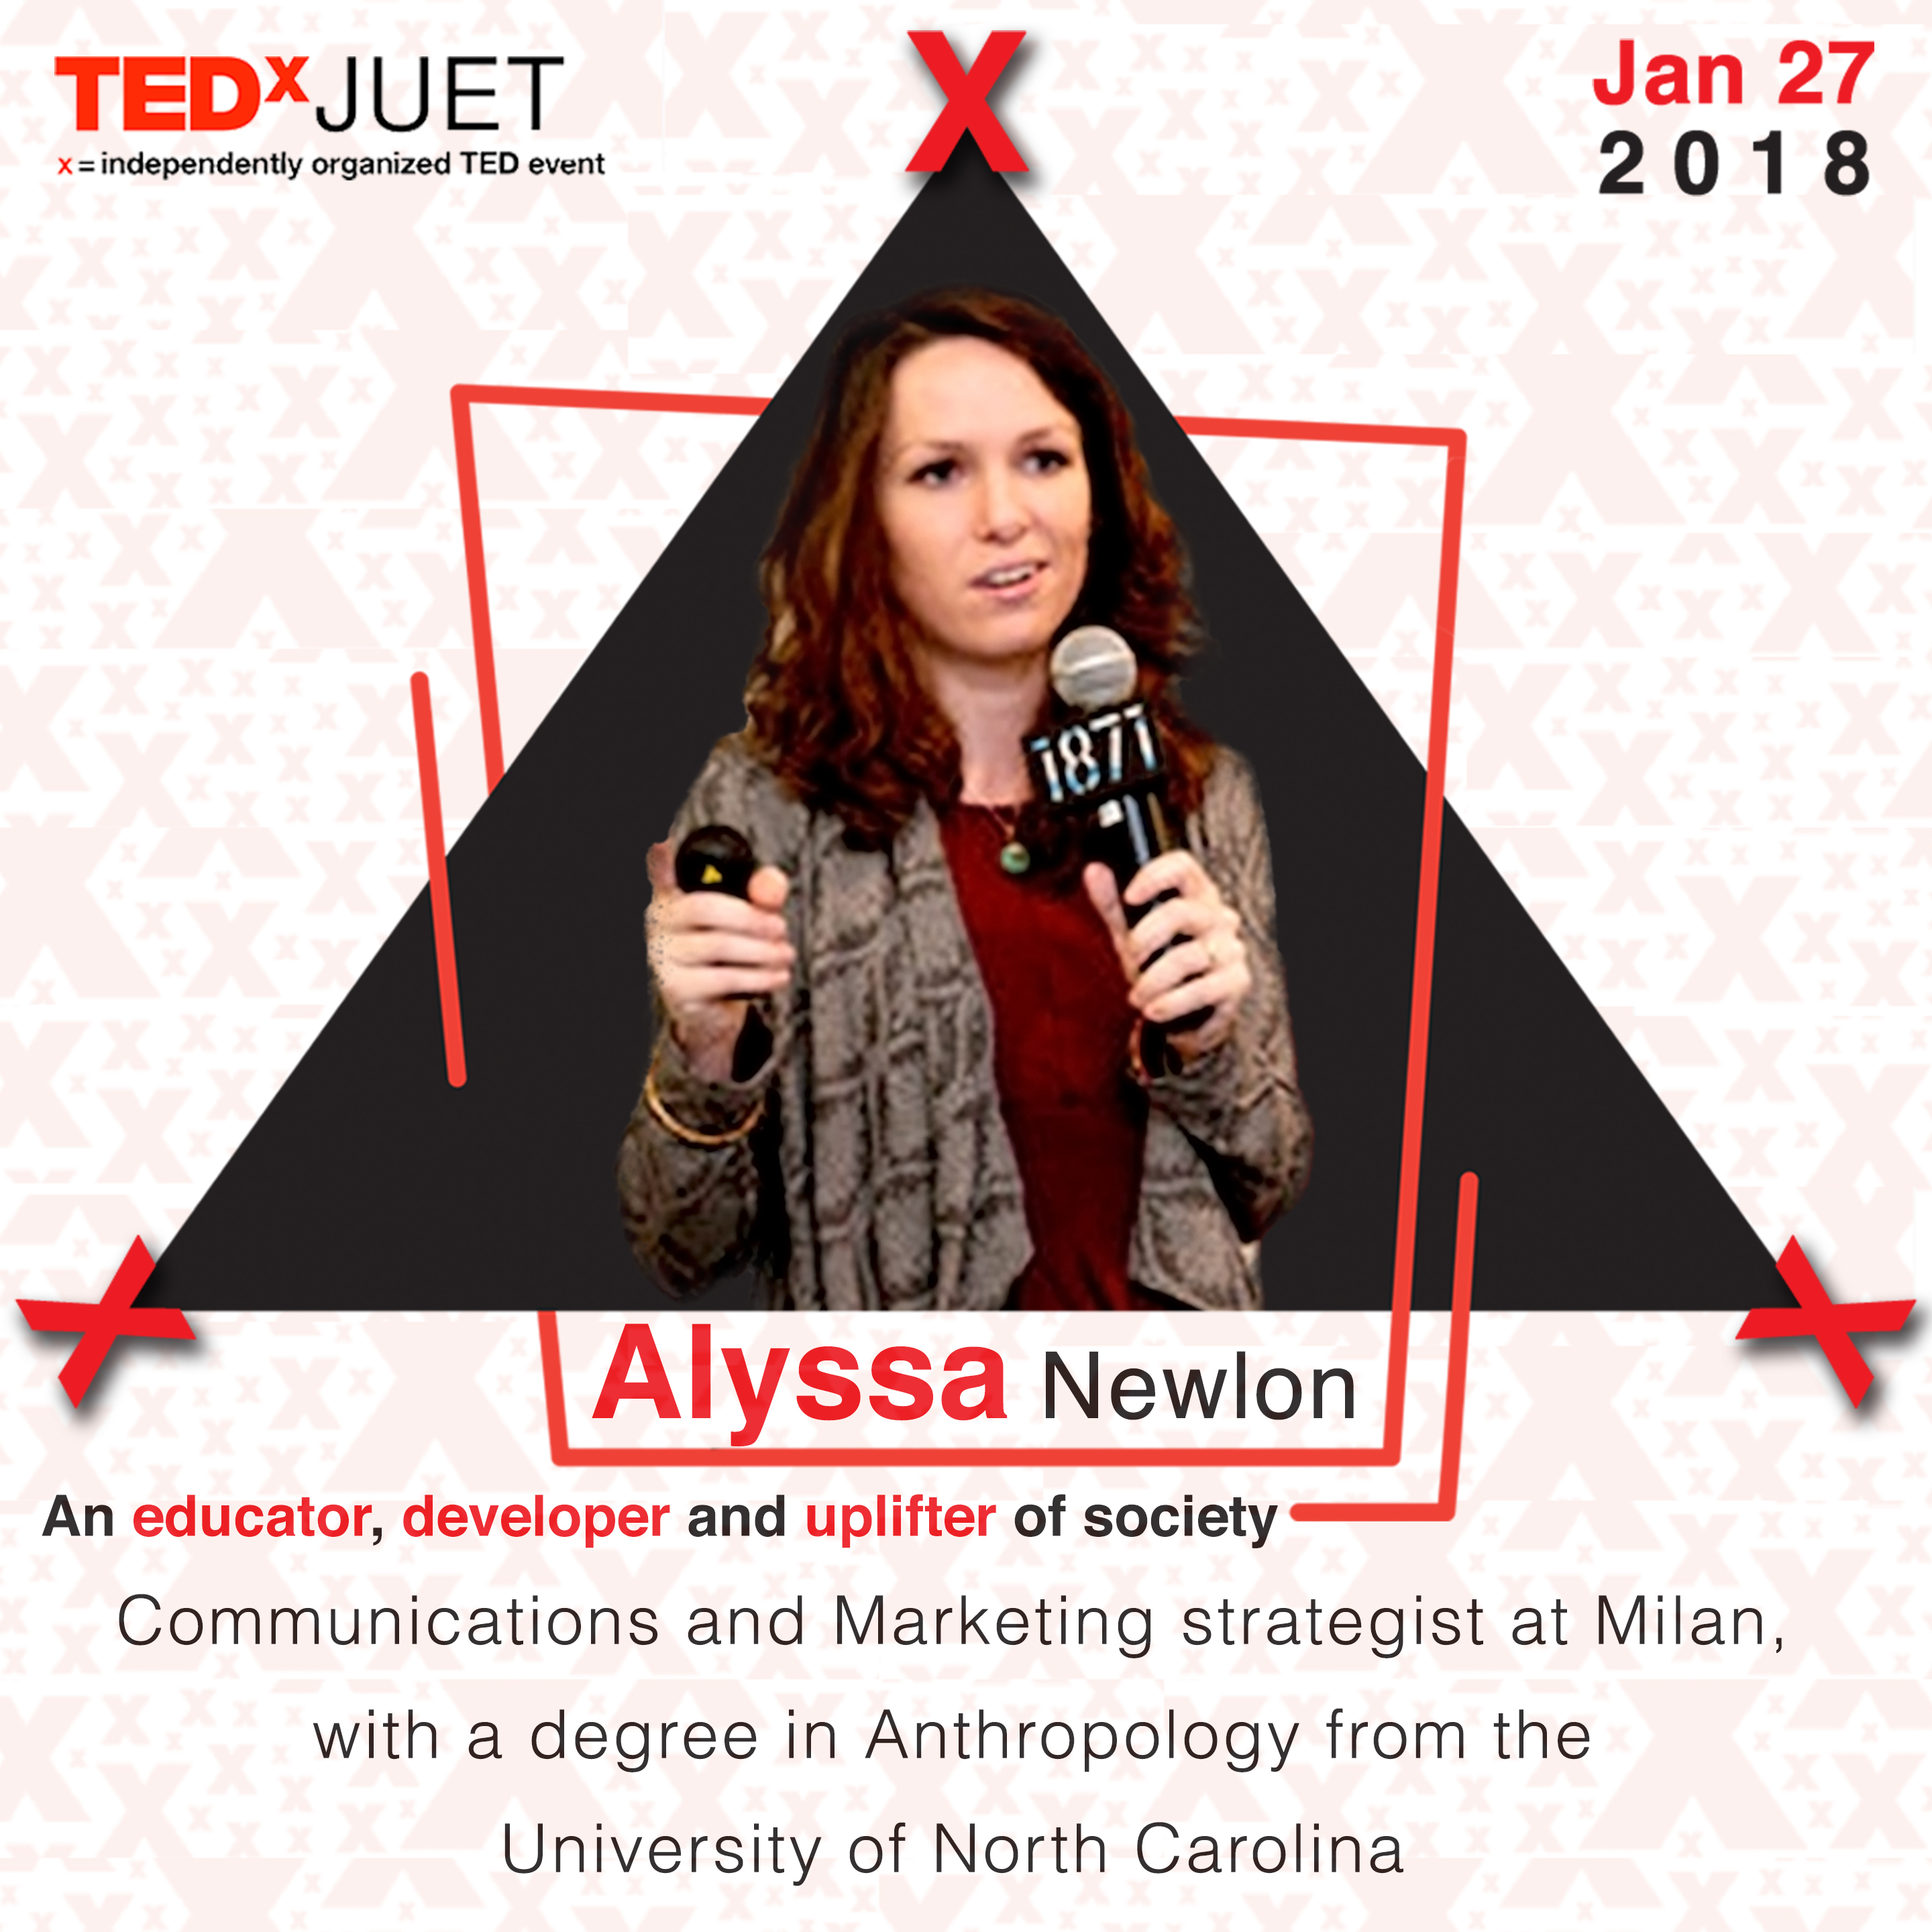 TEDxJUET
x = independently organized TED event
Jan 27
2018
1871
Alyssa Newlon
An educator, developer and uplifter of society
Communications and Marketing strategist at Milan,
with a degree in Anthropology from the
University of North Carolina